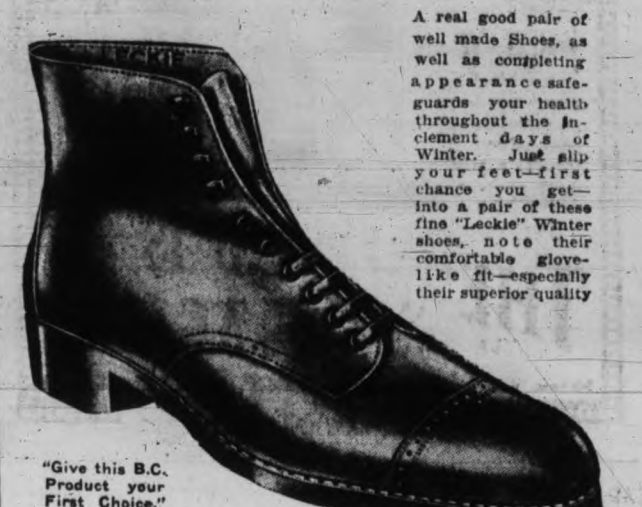 LECKIE
A real good pair of
well made Shoes, as
well as completing
appearance safe-
guards your health
throughout the In-
clement days of
Winter. Just slip
your feet—first
chance you get—
into a pair of these
fine "Leckie" Winter
shoes, note their
comfortable glove-
like fit—especially
their superior quality
"Give this B.C.
Product your
First Choice."